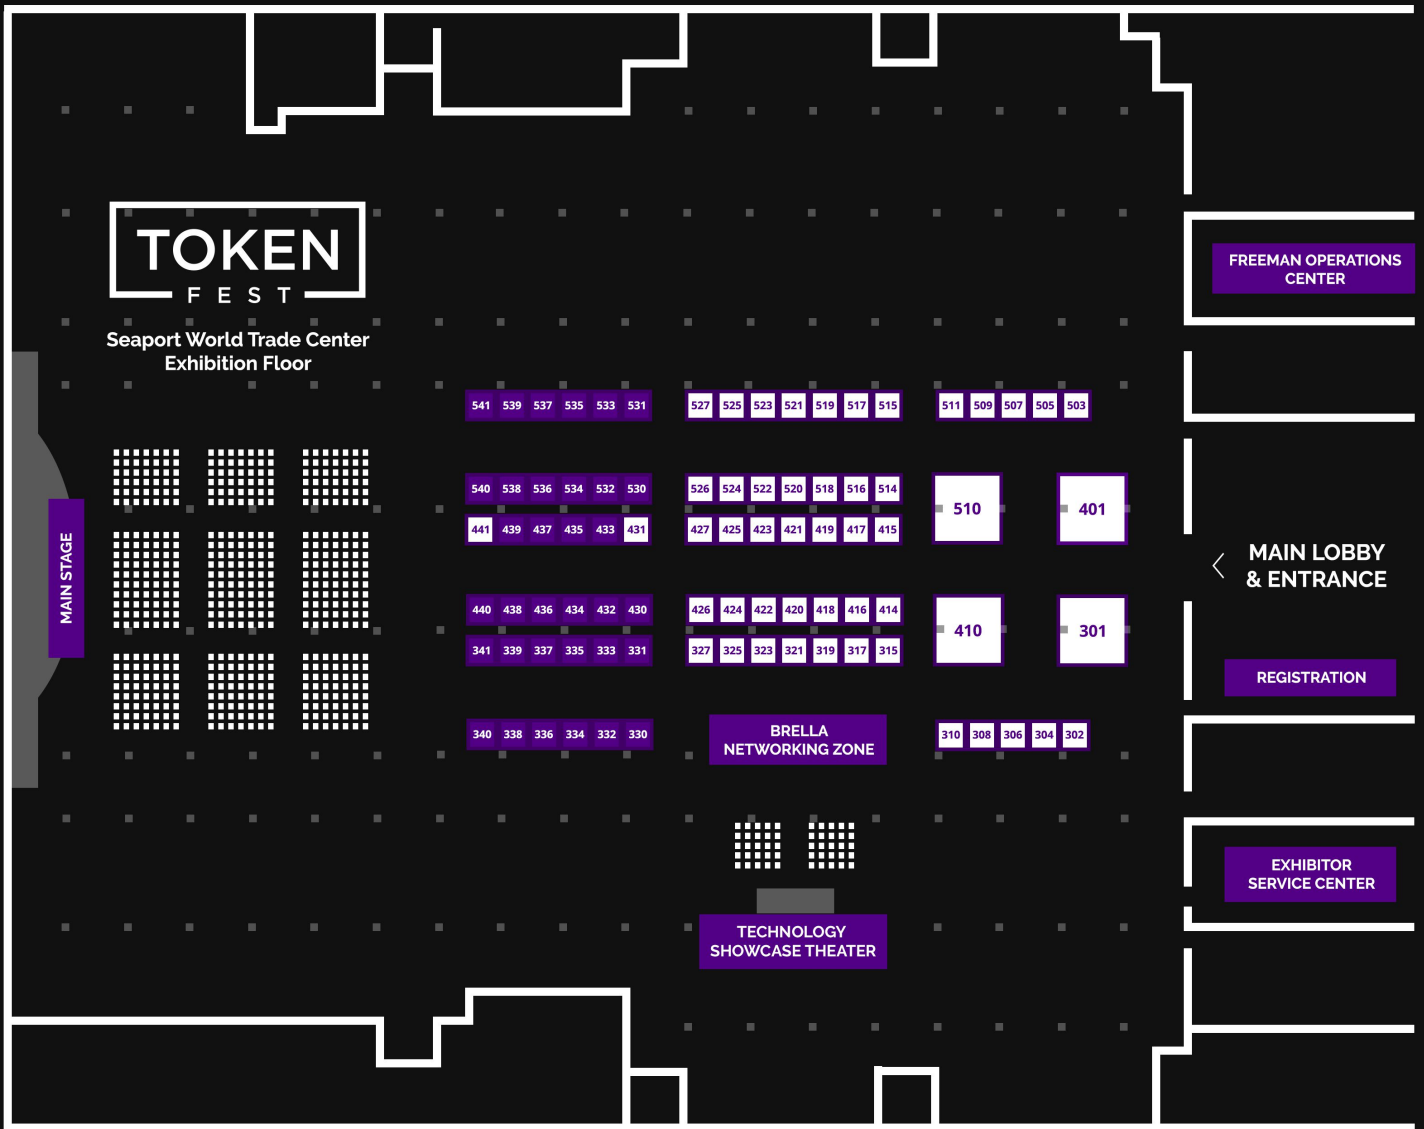 TOKEN
FEST
Seaport World Trade Center
Exhibition Floor
FREEMAN OPERATIONS
CENTER
541 539 537 535 533 531 527 525 523 521 519 517 515 511 509 507 505 503
540 538 536 534 532 530 526 524 522 520 518 516 514
510 401
441 439 437 435 433 431 427 425 423 421 419 417 415
MAIN STAGE
MAIN LOBBY
& ENTRANCE
440 438 436 434 432 430 426 424 422 420 418 416 414
410 301
341 339 337 335 333 331 327 325 323 321 319 317 315
REGISTRATION
340 338 336 334 332 330
BRELLA
NETWORKING ZONE
310 308 306 304 302
EXHIBITOR
SERVICE CENTER
TECHNOLOGY
SHOWCASE THEATER